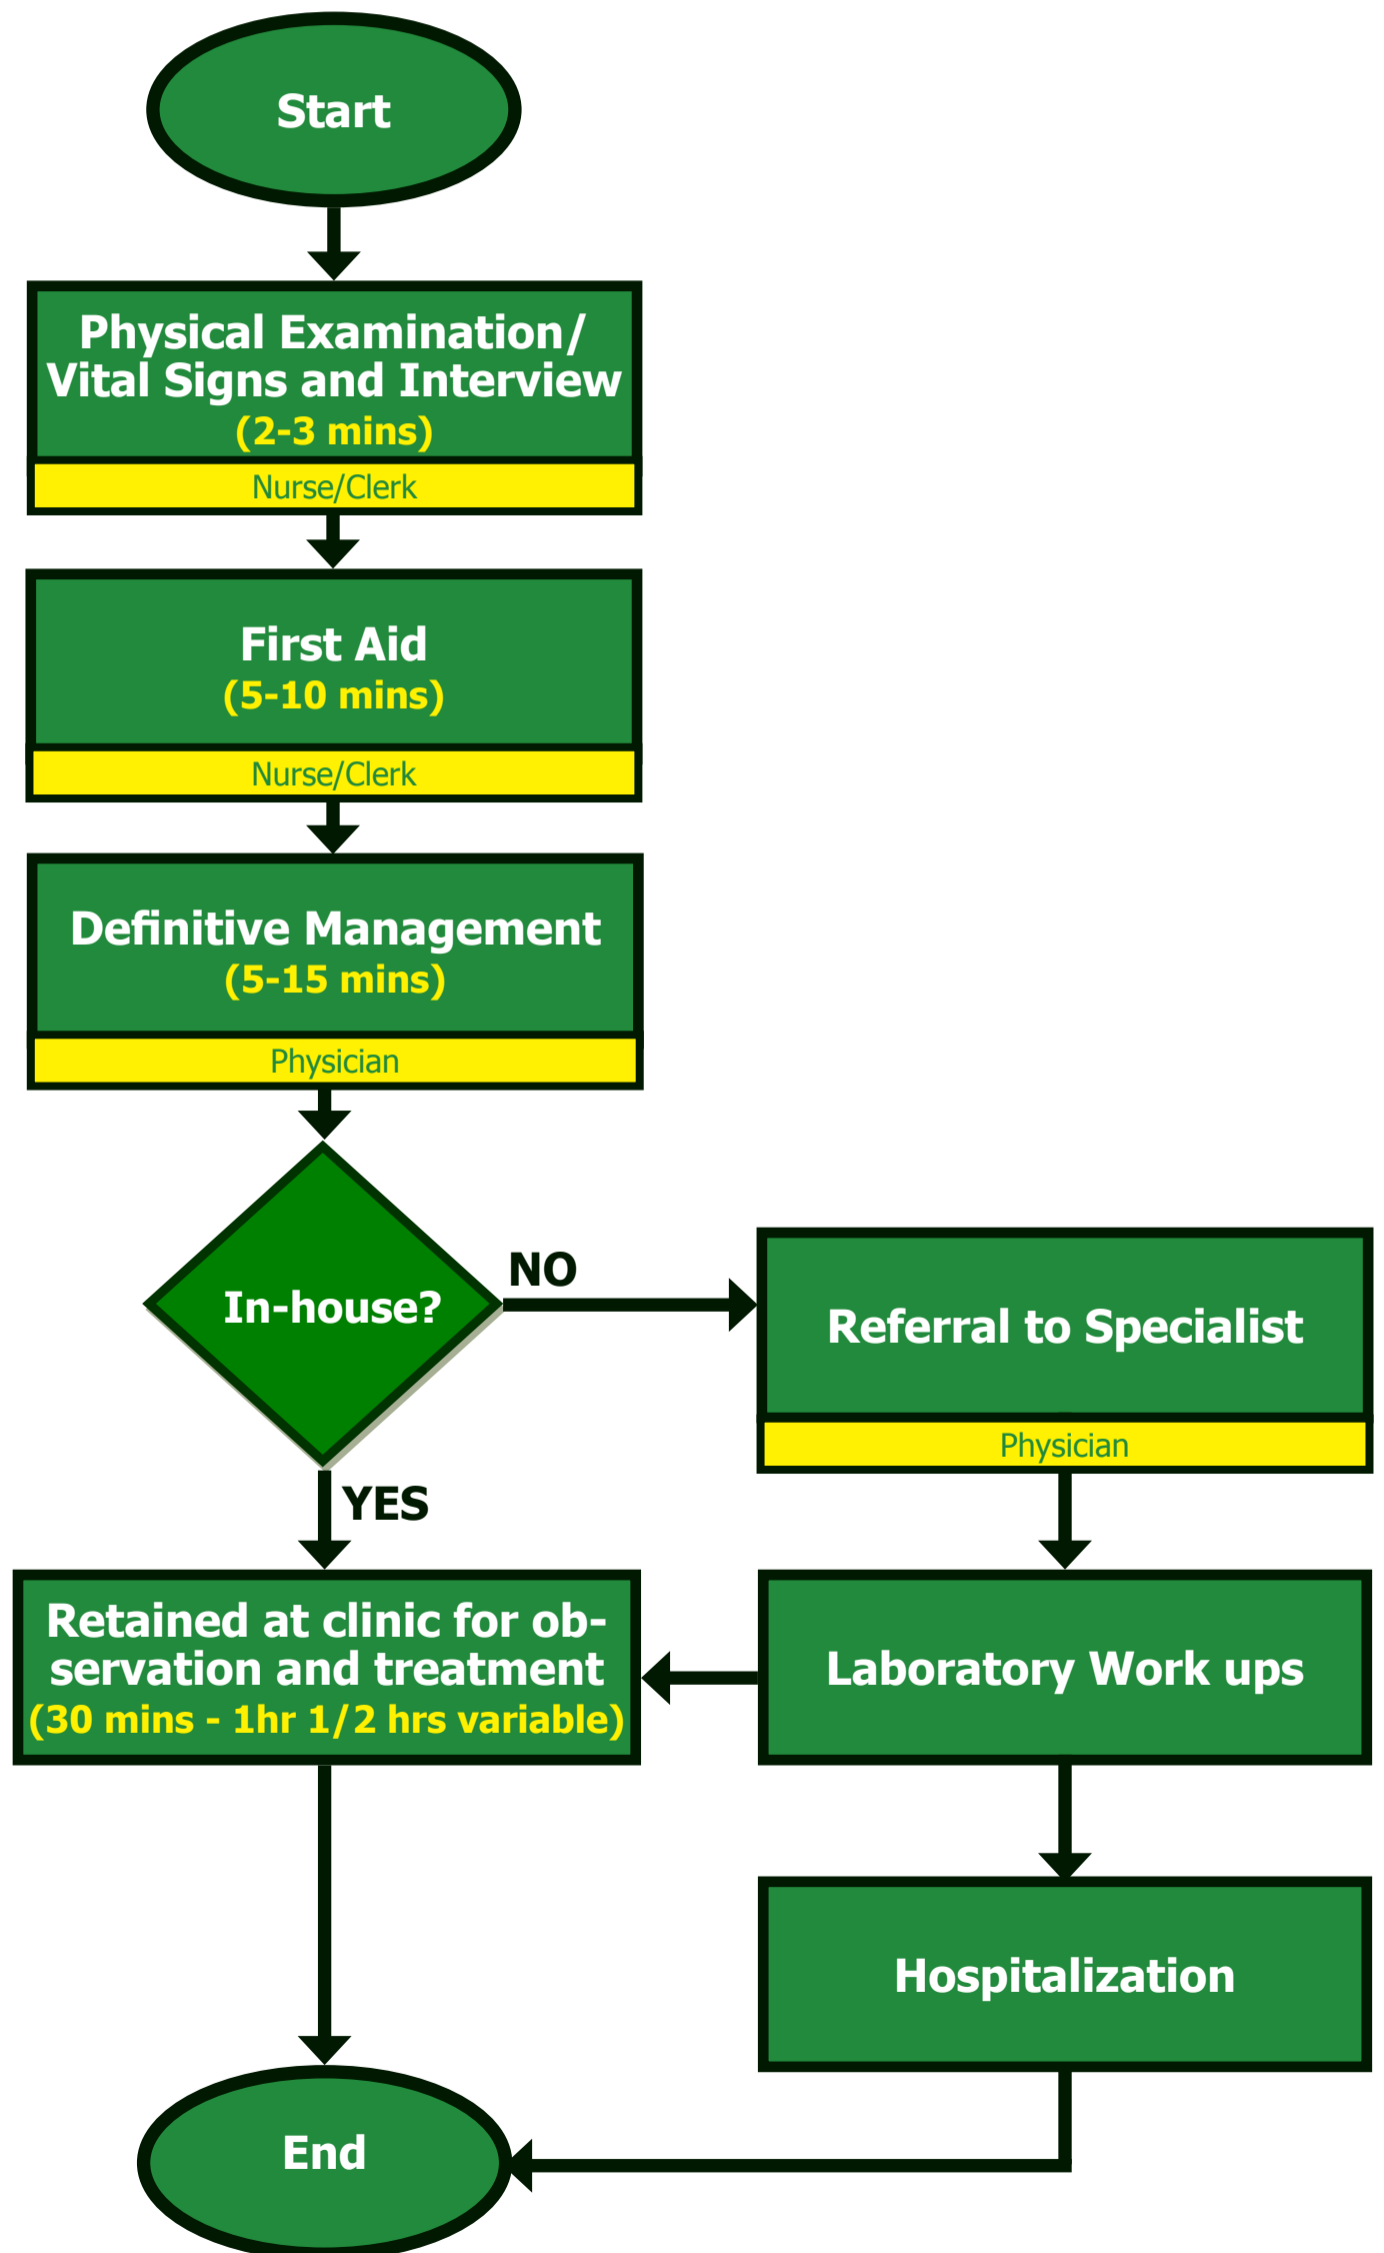 Start
Physical Examination/
Vital Signs and Interview
(2-3 mins)
Nurse/Clerk
First Aid
(5-10 mins)
Nurse/Clerk
Definitive Management
(5-15 mins)
Physician
In-house?
NO
Referral to Specialist
Physician
YES
Retained at clinic for ob-
servation and treatment
(30 mins - 1hr 1/2 hrs variable)
Laboratory Work ups
Hospitalization
End